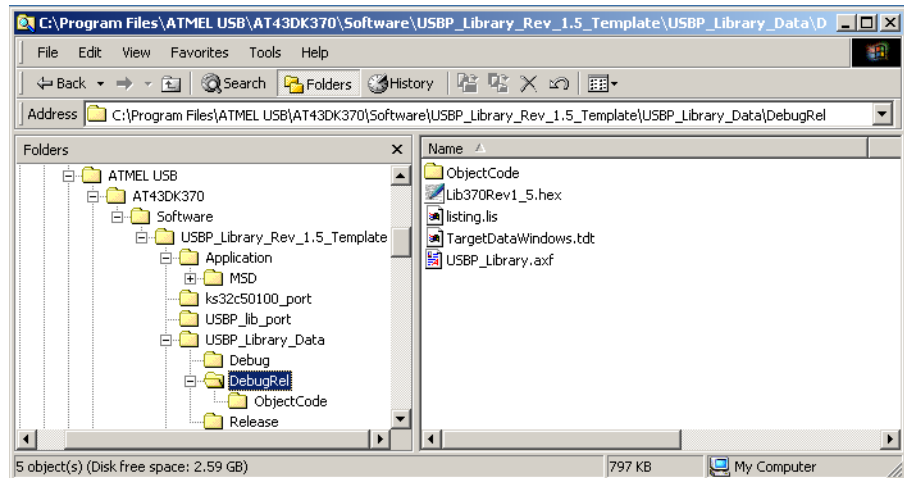 C:\Program Files\ATMEL USB\AT43DK370\Software\USBP_Library_Rev_1.5_Template\USBP_Library_Data\D
File Edit View Favorites Tools Help
Back Search Folders History
Address C:\Program Files\ATMEL USB\AT43DK370\Software\USBP_Library_Rev_1.5_Template\USBP_Library_Data\DebugRel
Folders
ATMEL USB
AT43DK370
Software
USBP_Library_Rev_1.5_Template
Application
MSD
ks32c50100_port
USBP_lib_port
USBP_Library_Data
Debug
DebugRel
ObjectCode
Release
Name
ObjectCode
Lib370Rev1_5.hex
listing.lis
TargetDataWindows.tdt
USBP_Library.axf
5 object(s) (Disk free space: 2.59 GB) 797 KB My Computer